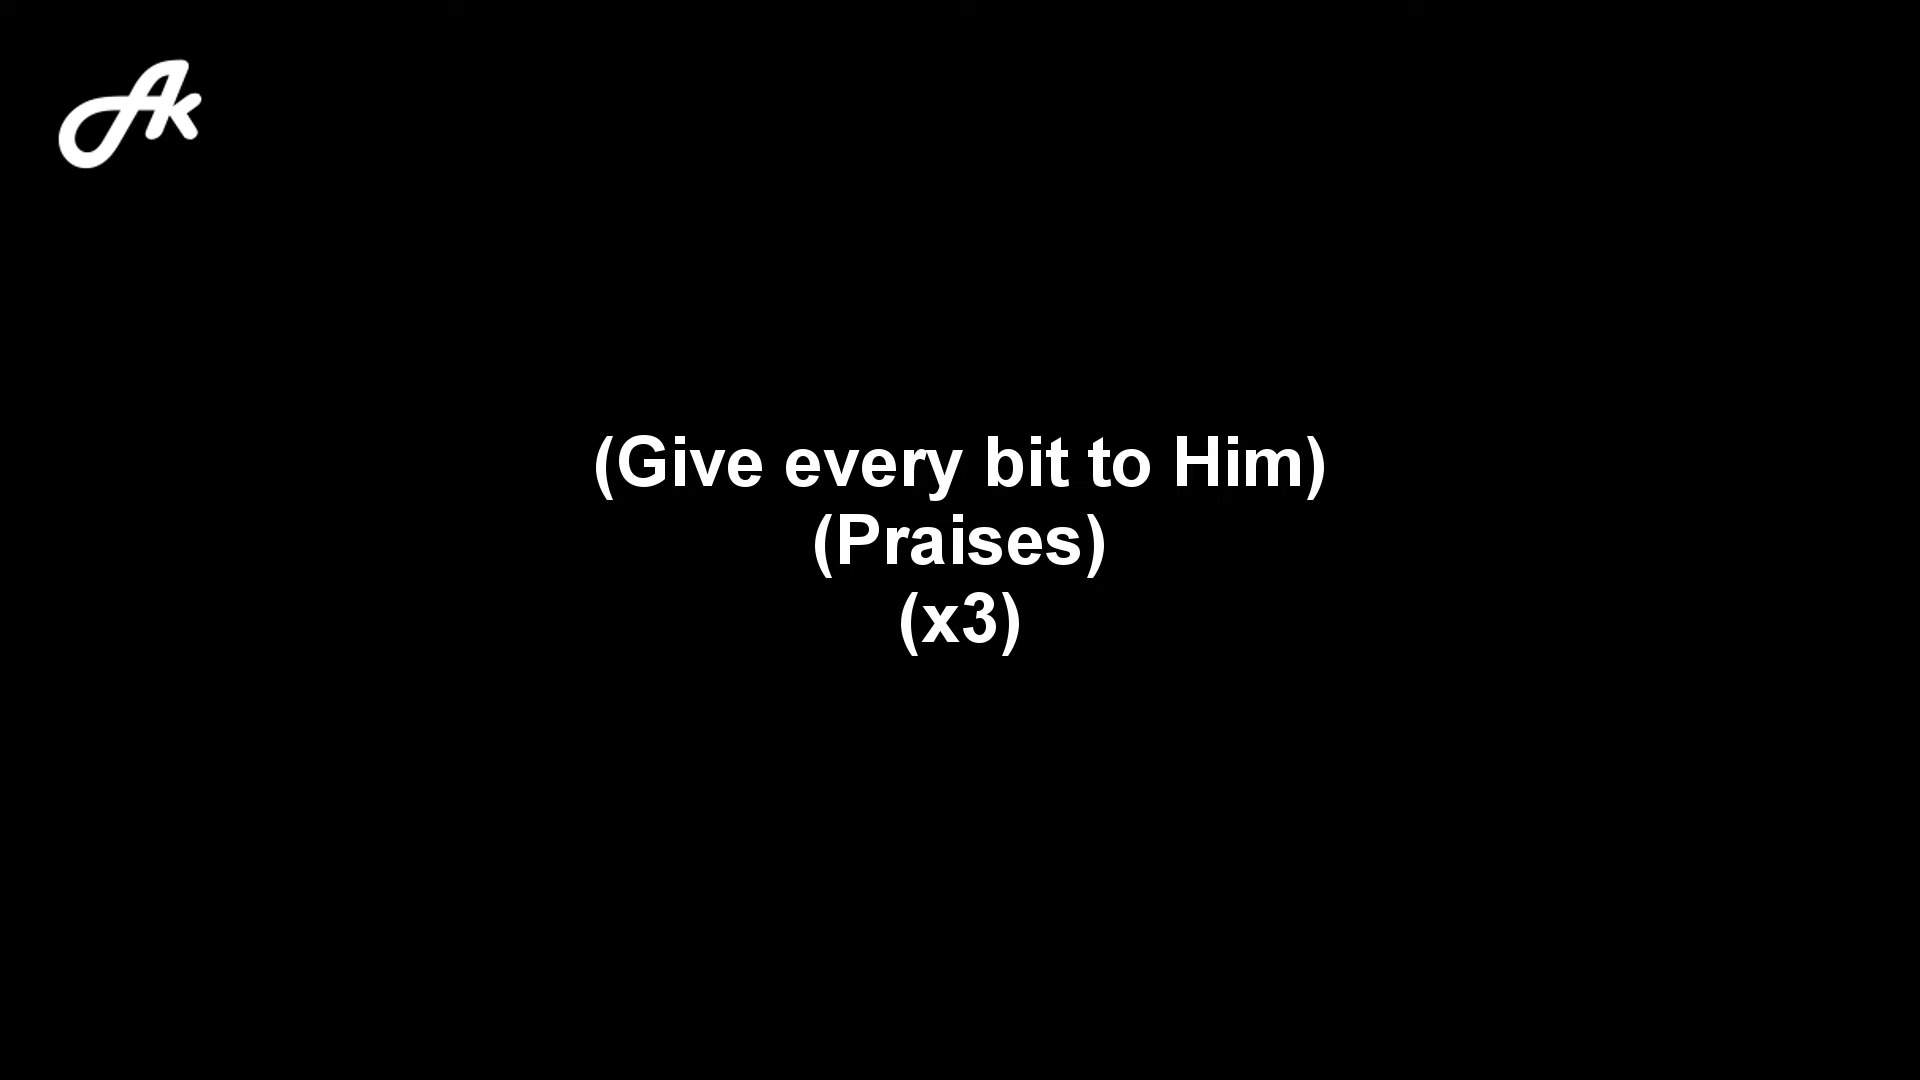 Ak
(Give every bit to Him)
(Praises)
(x3)